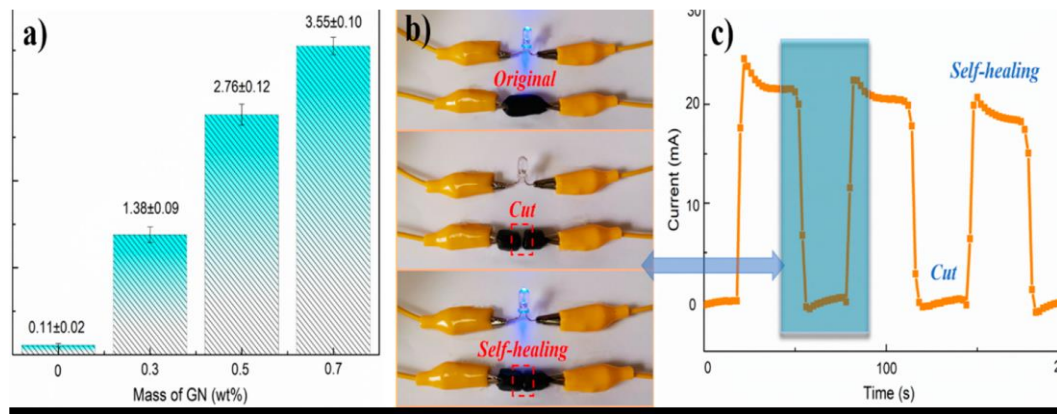 a)
3.55±0.10
2.76±0.12
1.38±0.09
0.11±0.02
0 0.3 0.5 0.7
Mass of GN (wt%)
b)
Original
Cut
Self-healing
c)
30
20
10
0
Current (mA)
Self-healing
Cut
0 100
Time (s)